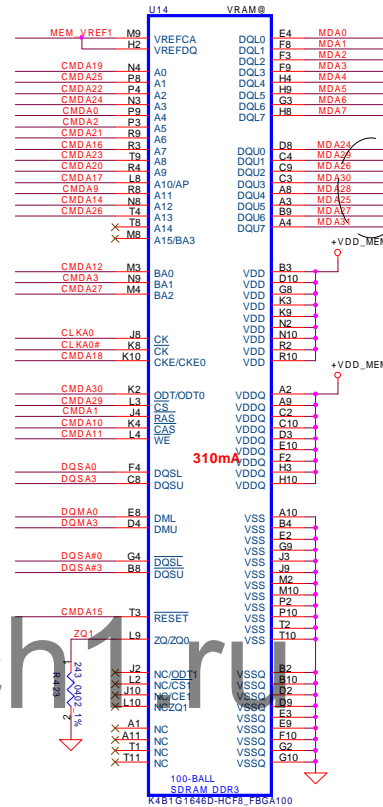 U14 VRAM@
MEM_VREF1 M9 VREFCA DQL0 E4 MDA0
H2 VREFDQ DQL1 F8 MDA1
DQL2 F3 MDA2
CMDA19 N4 A0 DQL3 F9 MDA3
CMDA25 P8 A1 DQL4 H4 MDA4
CMDA22 P4 A2 DQL5 H9 MDA5
CMDA24 N3 A3 DQL6 G3 MDA6
CMDA0 P9 A4 DQL7 H8 MDA7
CMDA2 P3 A5
CMDA21 R9 A6
CMDA16 R3 A7 DQU0 D8 MDA24
CMDA23 T9 A8 DQU1 C4 MDA29
CMDA20 R4 A9 DQU2 C9 MDA26
CMDA17 L8 A10/AP DQU3 C3 MDA30
CMDA9 R8 A11 DQU4 A8 MDA28
CMDA14 N8 A12 DQU5 A3 MDA25
CMDA26 T4 A13 DQU6 B9 MDA27
T8 A14 DQU7 A4 MDA31
M8 A15/BA3 +VDD_MEM
CMDA12 M3 BA0 VDD B3
CMDA3 N9 BA1 VDD D10
CMDA27 M4 BA2 VDD G8
VDD K3
VDD K9
VDD N2
CLKA0 J8 CK VDD N10
CLKA0# K8 CK VDD R2
CMDA18 K10 CKE/CKE0 VDD R10
+VDD_MEM
CMDA30 K2 ODT/ODT0 VDDQ A2
CMDA29 L3 CS VDDQ A9
CMDA1 J4 RAS VDDQ C2
CMDA10 K4 CAS VDDQ C10
CMDA11 L4 WE VDDQ D3
VDDQ E10
310mA VDDQ F2
DQSA0 F4 DQSL VDDQ H3
DQSA3 C8 DQSU VDDQ H10
DQMA0 E8 DML VSS A10
DQMA3 D4 DMU VSS B4
VSS E2
VSS G9
DQSA#0 G4 DQSL VSS J3
DQSA#3 B8 DQSU VSS J9
VSS M2
VSS M10
VSS P2
CMDA15 T3 RESET VSS P10
VSS T2
ZQ1 L9 ZQ/ZQ0 VSS T10
J2 NC/ODT1 VSSQ B2
L2 NC/CS1 VSSQ B10
J10 NC/CE1 VSSQ D2
L10 NCZQ1 VSSQ D9
VSSQ E3
A1 NC VSSQ E9
A11 NC VSSQ F10
T1 NC VSSQ G2
T11 NC VSSQ G10
1
R423
243_0402_1%
2
100-BALL
SDRAM DDR3
K4B1G1646D-HCF8_FBGA100
ch1.ru